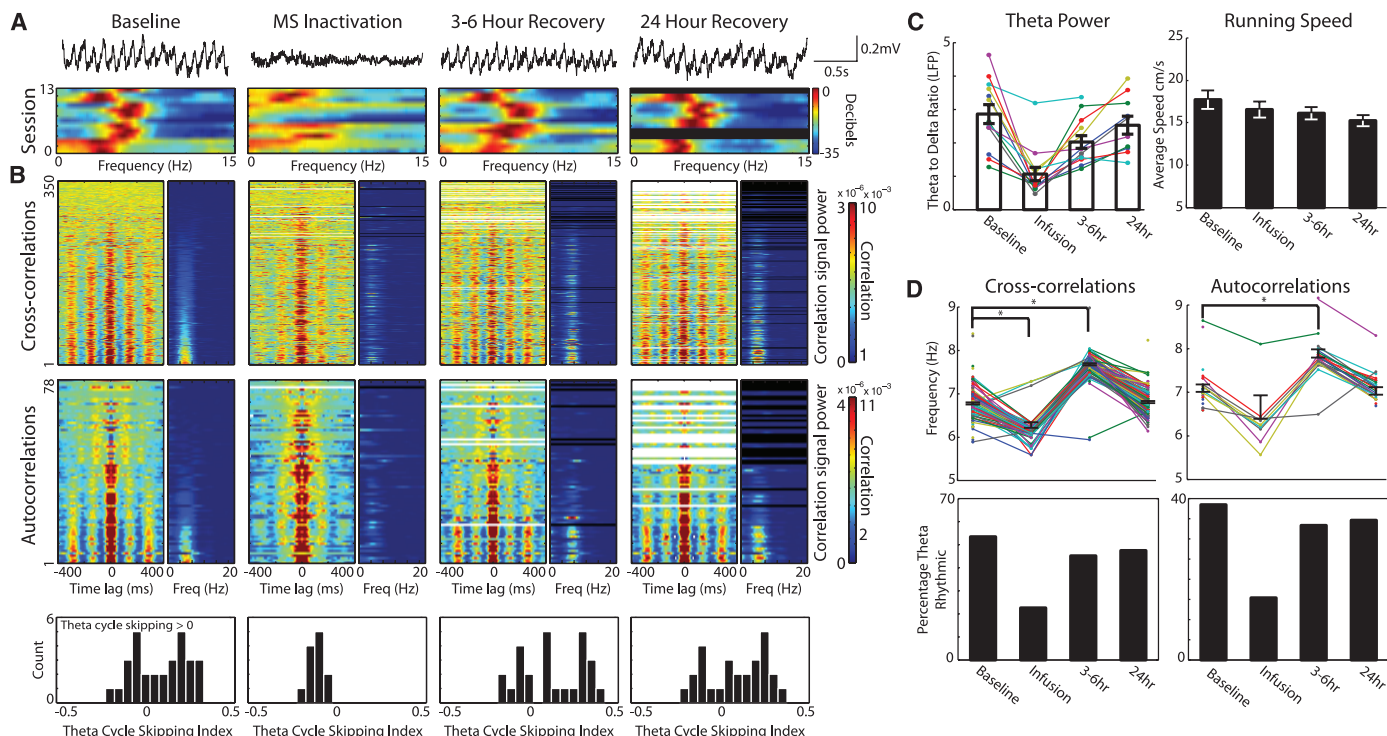 A
Baseline
MS Inactivation
3-6 Hour Recovery
24 Hour Recovery
0.2mV
0.5s
Session
13
0
0
Decibels
-35
0 Frequency (Hz) 15
0 Frequency (Hz) 15
0 Frequency (Hz) 15
0 Frequency (Hz) 15
B
Cross-correlations
350
1
x 10⁻⁶ x 10⁻³
3 10
Correlation signal power
Correlation
0 1
Autocorrelations
78
1
x 10⁻⁶ x 10⁻³
4 11
Correlation signal power
Correlation
0 2
-400 0 400 0 20
Time lag (ms) Freq (Hz)
-400 0 400 0 20
Time lag (ms) Freq (Hz)
-400 0 400 0 20
Time lag (ms) Freq (Hz)
-400 0 400 0 20
Time lag (ms) Freq (Hz)
Theta cycle skipping > 0
Count
6
0
-0.5 0 0.5
Theta Cycle Skipping Index
-0.5 0 0.5
Theta Cycle Skipping Index
-0.5 0 0.5
Theta Cycle Skipping Index
-0.5 0 0.5
Theta Cycle Skipping Index
C
Theta Power
Theta to Delta Ratio (LFP)
5
0
Baseline
Infusion
3-6hr
24hr
Running Speed
Average Speed cm/s
25
20
15
10
5
0
Baseline
Infusion
3-6hr
24hr
D
Cross-correlations
Frequency (Hz)
9
8
7
6
5
*
*
Autocorrelations
9
8
7
6
5
*
Percentage Theta
Rhythmic
70
0
Baseline
Infusion
3-6hr
24hr
40
0
Baseline
Infusion
3-6hr
24hr